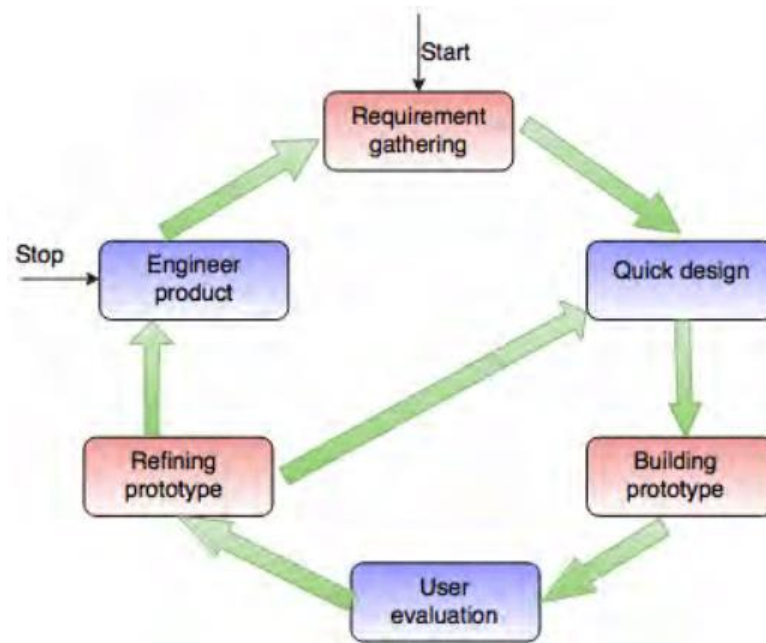 Start
Requirement
gathering
Stop
Engineer
product
Quick design
Refining
prototype
Building
prototype
User
evaluation